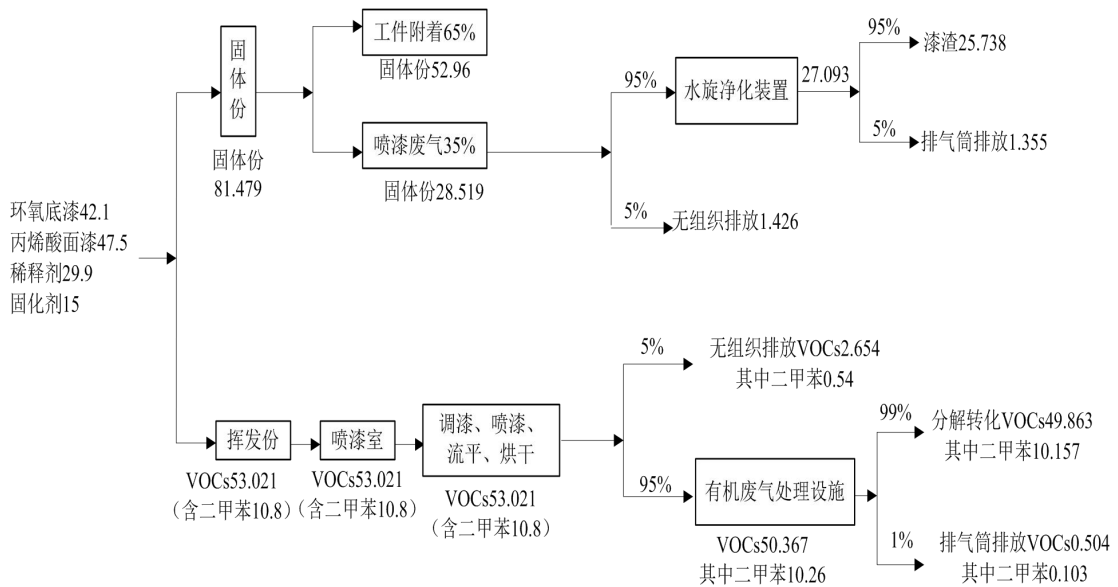 固
体
份
固体份
81.479
工件附着65%
固体份52.96
喷漆废气35%
固体份28.519
95%
水旋净化装置
27.093
95%
漆渣25.738
5%
排气筒排放1.355
5%
无组织排放1.426
环氧底漆42.1
丙烯酸面漆47.5
稀释剂29.9
固化剂15
挥发份
VOCs53.021
（含二甲苯10.8）
喷漆室
VOCs53.021
（含二甲苯10.8）
调漆、喷漆、
流平、烘干
VOCs53.021
（含二甲苯10.8）
5%
无组织排放VOCs2.654
其中二甲苯0.54
95%
有机废气处理设施
VOCs50.367
其中二甲苯10.26
99%
分解转化VOCs49.863
其中二甲苯10.157
1%
排气筒排放VOCs0.504
其中二甲苯0.103